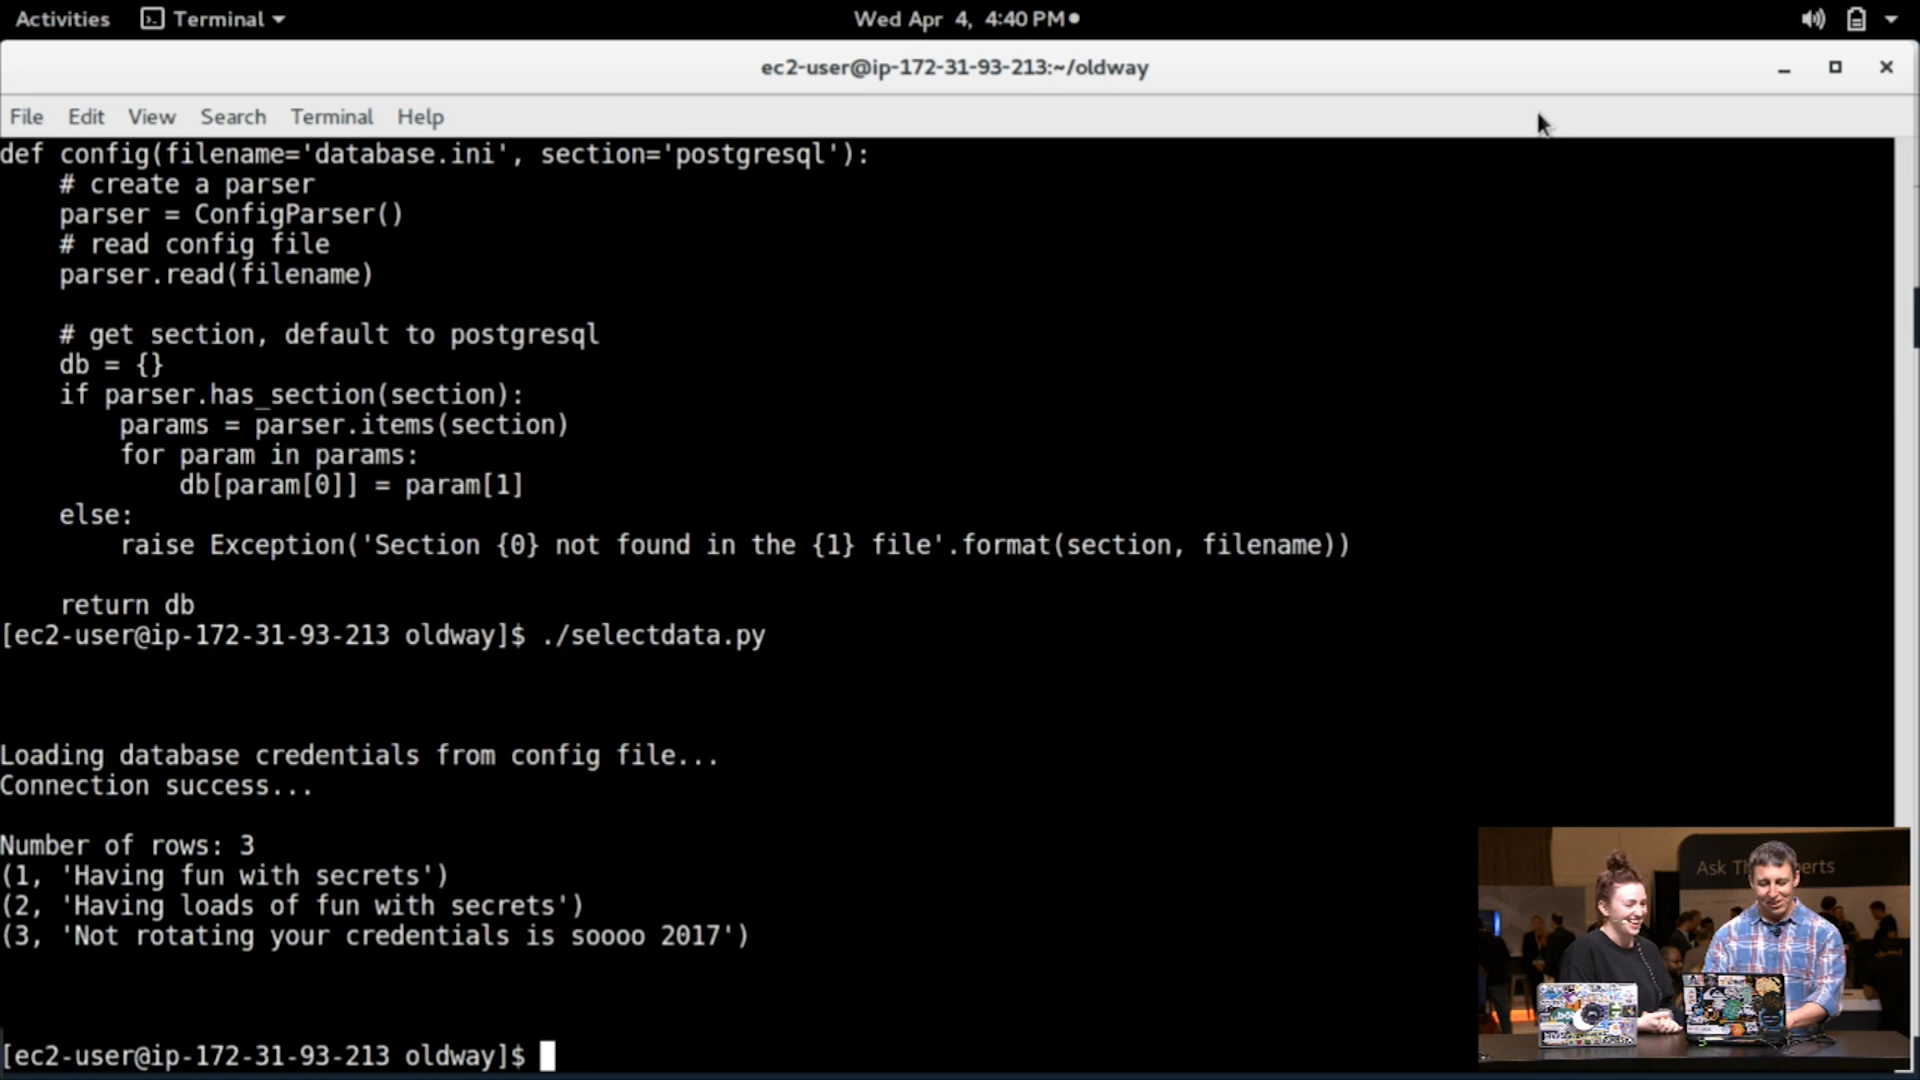 Activities Terminal Wed Apr 4, 4:40 PM
ec2-user@ip-172-31-93-213:~/oldway
File Edit View Search Terminal Help
def config(filename='database.ini', section='postgresql'):
    # create a parser
    parser = ConfigParser()
    # read config file
    parser.read(filename)
    # get section, default to postgresql
    db = {}
    if parser.has_section(section):
        params = parser.items(section)
        for param in params:
            db[param[0]] = param[1]
    else:
        raise Exception('Section {0} not found in the {1} file'.format(section, filename))
    return db
[ec2-user@ip-172-31-93-213 oldway]$ ./selectdata.py
Loading database credentials from config file...
Connection success...
Number of rows: 3
(1, 'Having fun with secrets')
(2, 'Having loads of fun with secrets')
(3, 'Not rotating your credentials is soooo 2017')
[ec2-user@ip-172-31-93-213 oldway]$
Ask